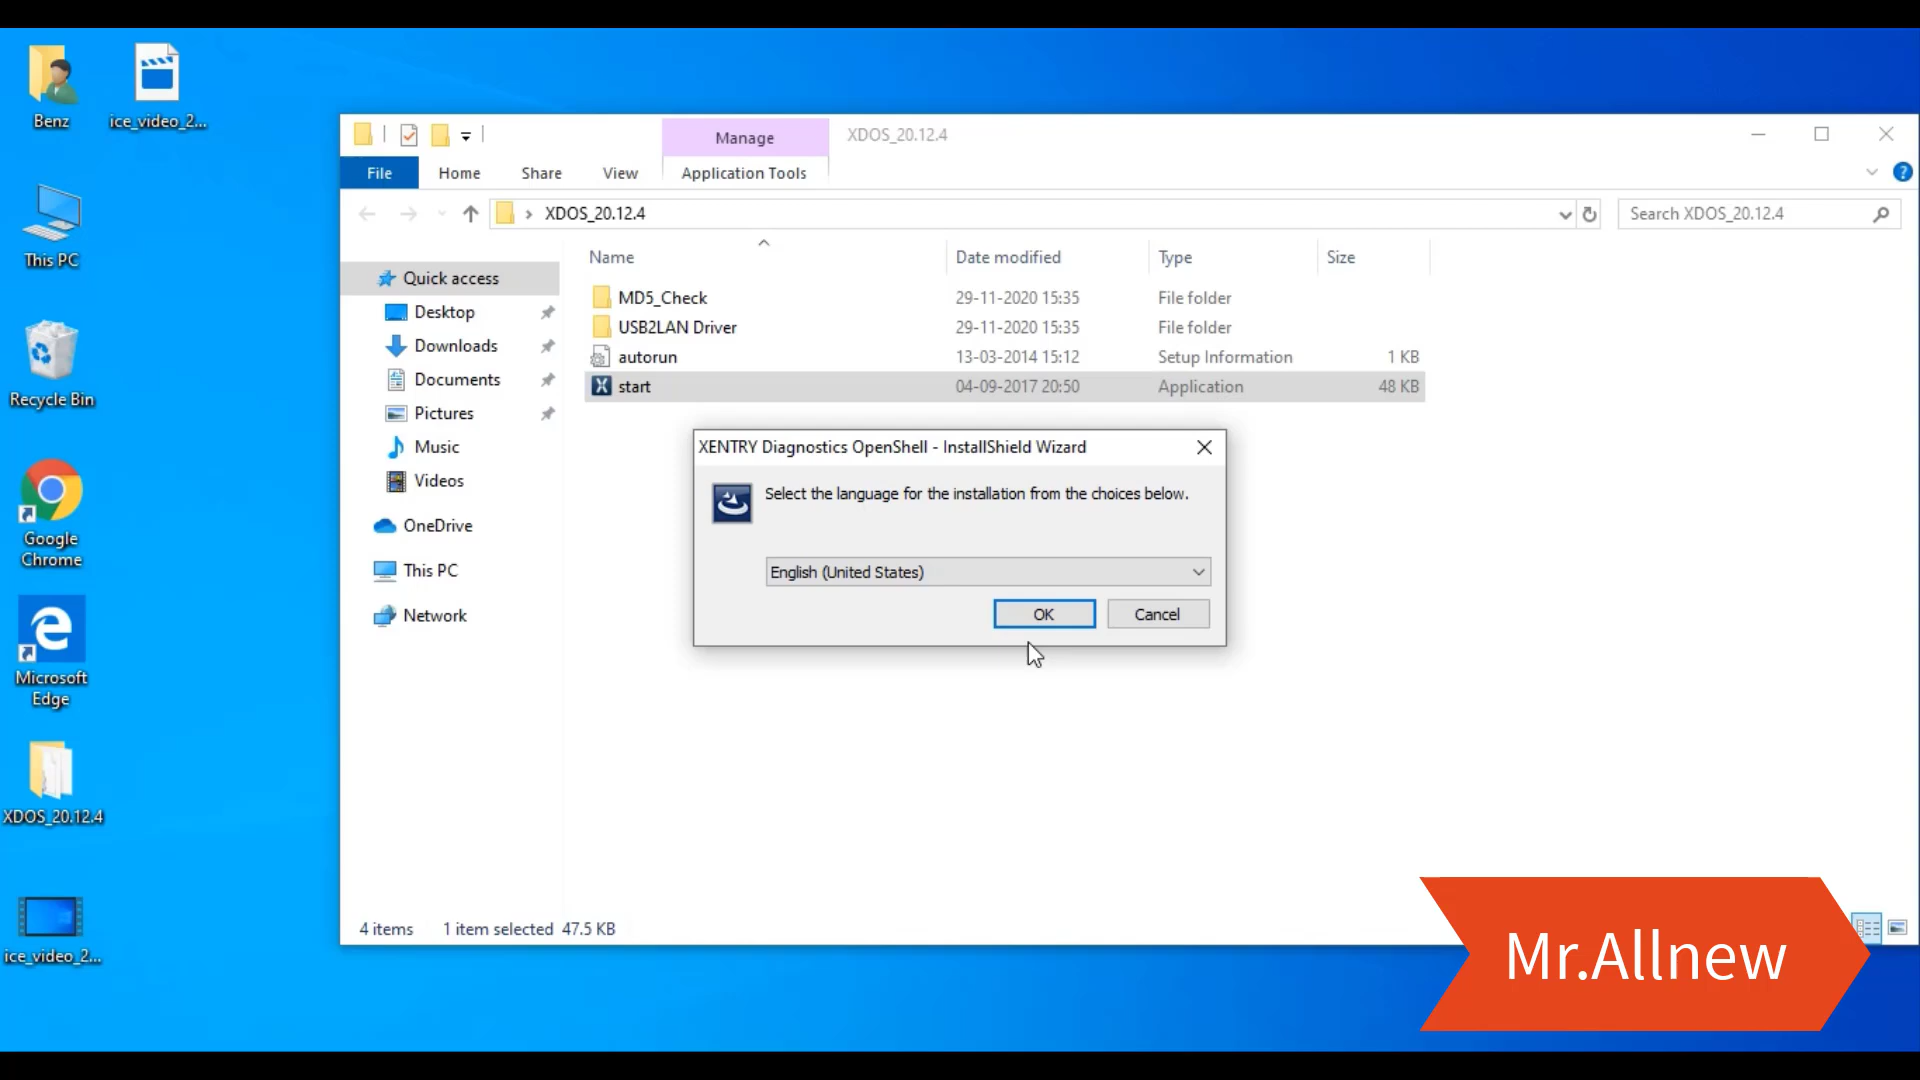 Benz
ice_video_2...
This PC
Recycle Bin
Google
Chrome
Microsoft
Edge
XDOS_20.12.4
ice_video_2...
Manage
XDOS_20.12.4
File
Home
Share
View
Application Tools
XDOS_20.12.4
Search XDOS_20.12.4
Name
Date modified
Type
Size
Quick access
Desktop
Downloads
Documents
Pictures
Music
Videos
OneDrive
This PC
Network
MD5_Check 29-11-2020 15:35 File folder
USB2LAN Driver 29-11-2020 15:35 File folder
autorun 13-03-2014 15:12 Setup Information 1 KB
start 04-09-2017 20:50 Application 48 KB
XENTRY Diagnostics OpenShell - InstallShield Wizard
Select the language for the installation from the choices below.
English (United States)
OK
Cancel
4 items 1 item selected 47.5 KB
Mr.Allnew